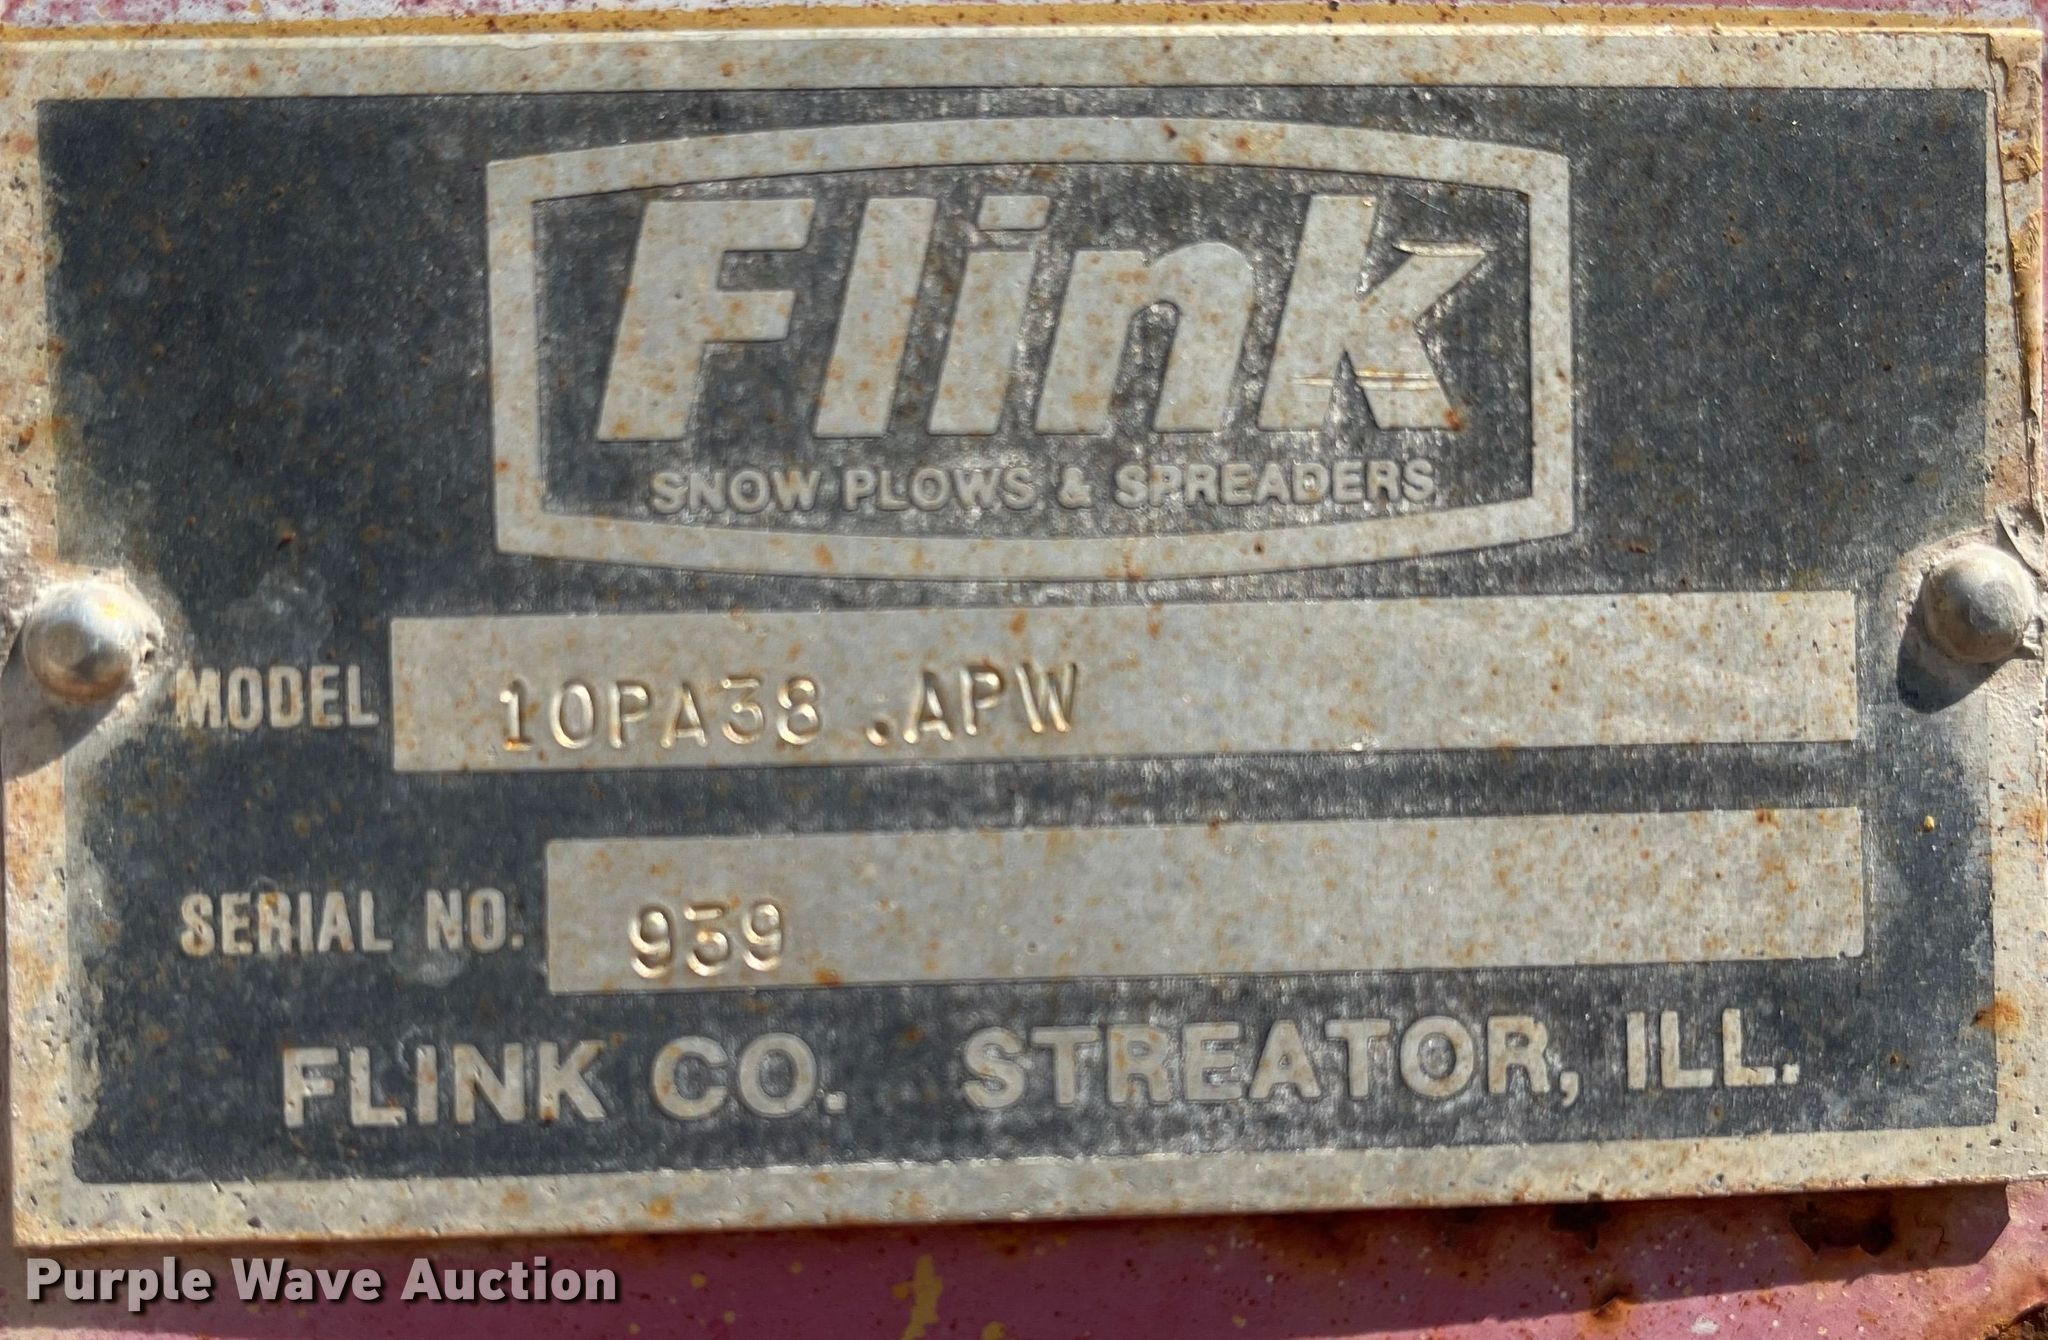 Flink
SNOW PLOWS & SPREADERS
MODEL 10PA38 .APW
SERIAL NO. 939
FLINK CO. STREATOR, ILL.
Purple Wave Auction